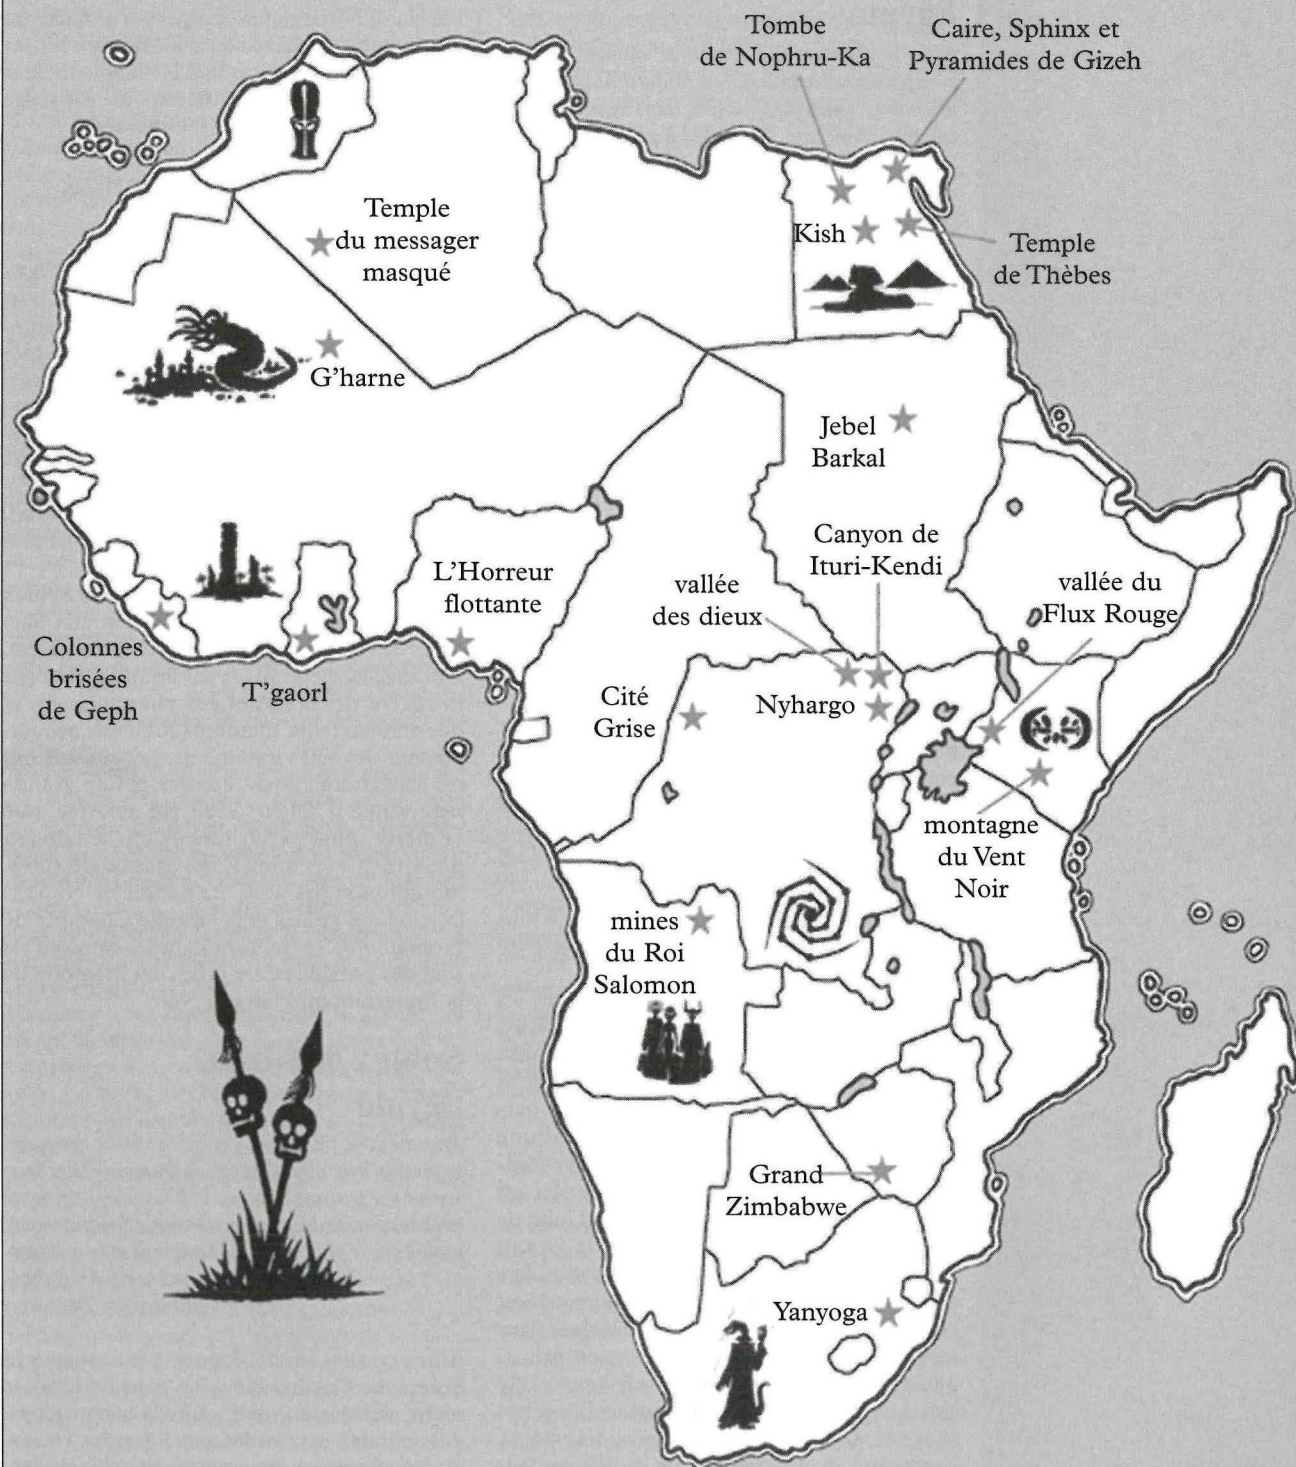 Tombe
de Nophru-Ka
Caire, Sphinx et
Pyramides de Gizeh
Temple
du messager
masqué
Kish
Temple
de Thèbes
G'harne
Jebel
Barkal
Canyon de
Ituri-Kendi
L'Horreur
flottante
vallée
des dieux
vallée du
Flux Rouge
Colonnes
brisées
de Geph
T'gaorl
Cité
Grise
Nyhargo
montagne
du Vent
Noir
mines
du Roi
Salomon
Grand
Zimbabwe
Yanyoga